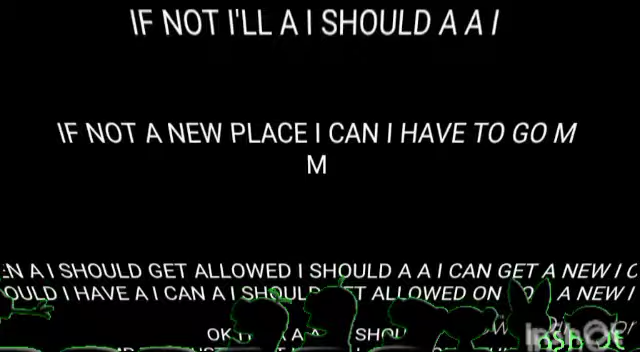 IF NOT I'LL A I SHOULD A A I
IF NOT A NEW PLACE I CAN I HAVE TO GO M
M
A I SHOULD GET ALLOWED I SHOULD A A I CAN GET A NEW I
I HAVE A I CAN A I ALLOWED ON A NEW I
InShOt